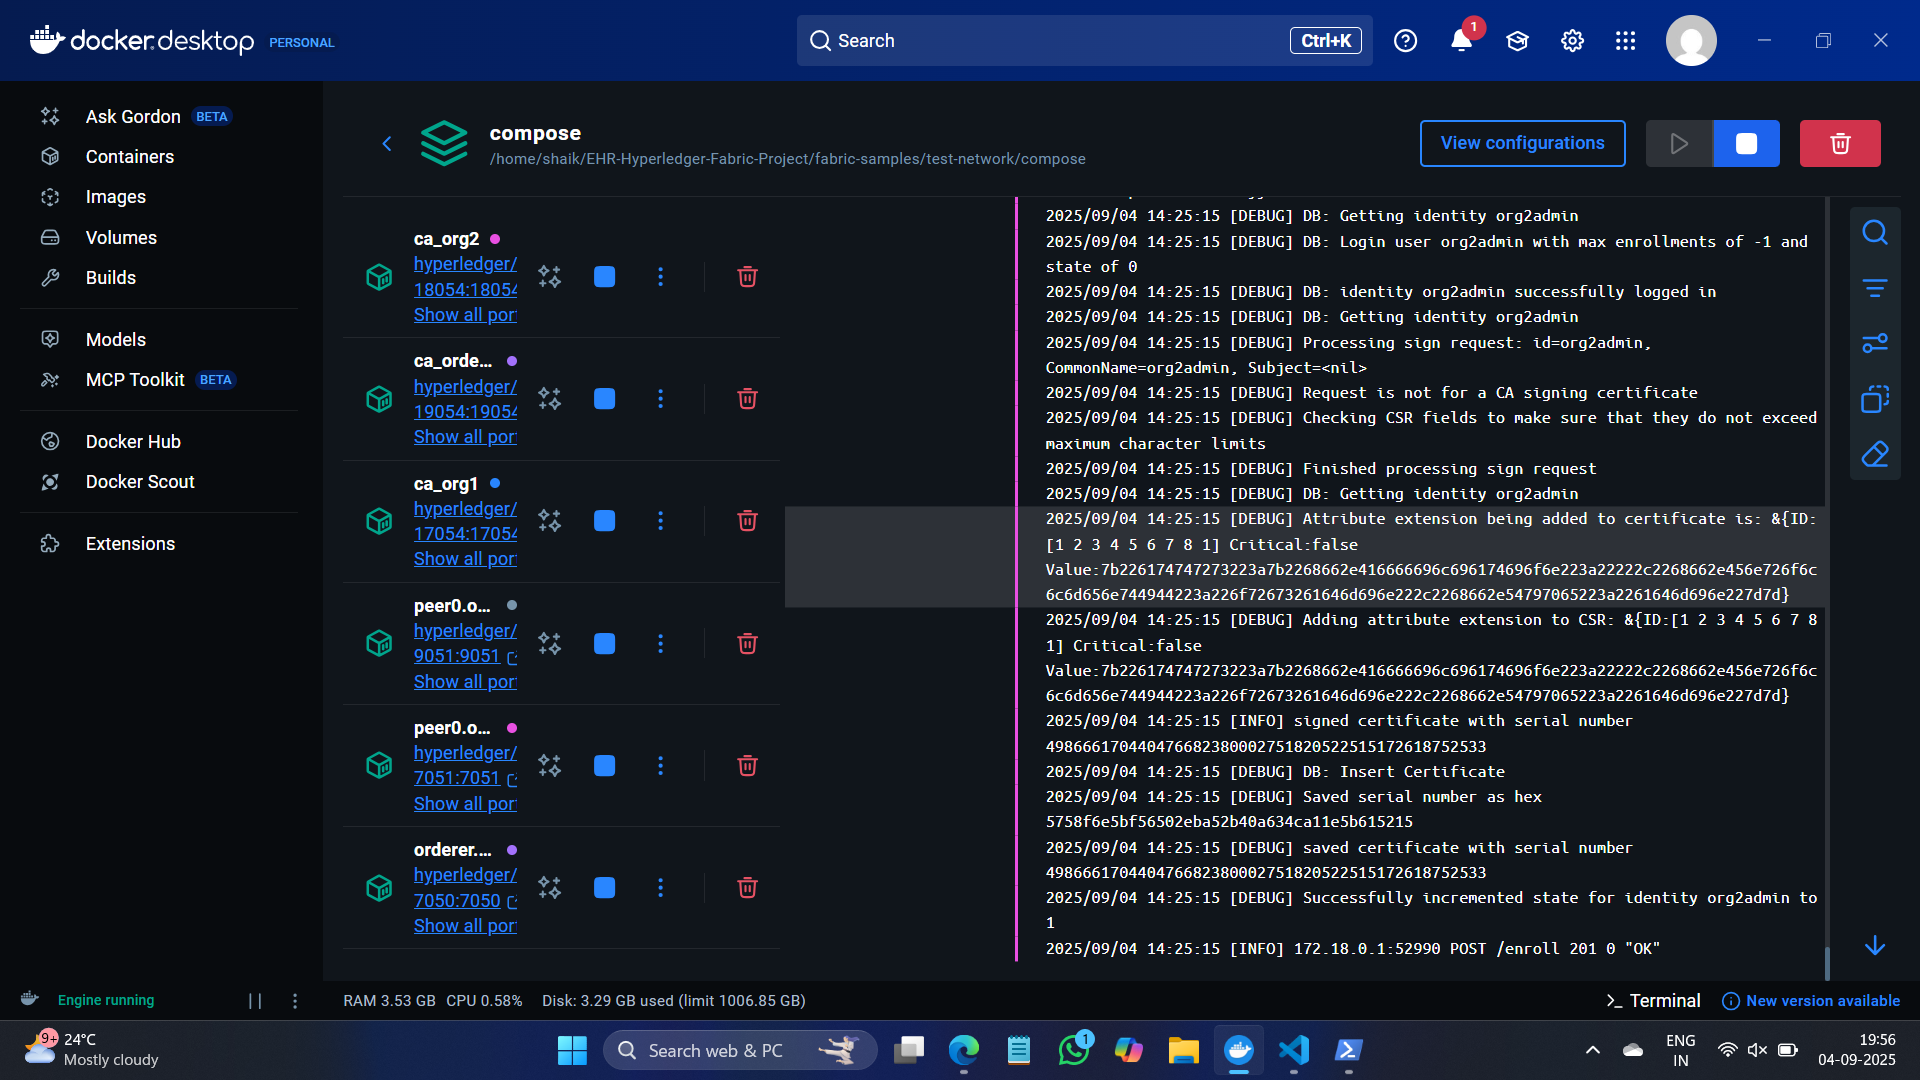 docker.desktop PERSONAL
Search
Ctrl+K
1
Ask Gordon BETA
Containers
Images
Volumes
Builds
Models
MCP Toolkit BETA
Docker Hub
Docker Scout
Extensions
compose
/home/shaik/EHR-Hyperledger-Fabric-Project/fabric-samples/test-network/compose
View configurations
ca_org2
hyperledger/
18054:18054
Show all por
ca_orde...
hyperledger/
19054:19054
Show all por
ca_org1
hyperledger/
17054:17054
Show all por
peer0.o...
hyperledger/
9051:9051
Show all por
peer0.o...
hyperledger/
7051:7051
Show all por
orderer....
hyperledger/
7050:7050
Show all por
2025/09/04 14:25:15 [DEBUG] DB: Getting identity org2admin
2025/09/04 14:25:15 [DEBUG] DB: Login user org2admin with max enrollments of -1 and
state of 0
2025/09/04 14:25:15 [DEBUG] DB: identity org2admin successfully logged in
2025/09/04 14:25:15 [DEBUG] DB: Getting identity org2admin
2025/09/04 14:25:15 [DEBUG] Processing sign request: id=org2admin,
CommonName=org2admin, Subject=<nil>
2025/09/04 14:25:15 [DEBUG] Request is not for a CA signing certificate
2025/09/04 14:25:15 [DEBUG] Checking CSR fields to make sure that they do not exceed
maximum character limits
2025/09/04 14:25:15 [DEBUG] Finished processing sign request
2025/09/04 14:25:15 [DEBUG] DB: Getting identity org2admin
2025/09/04 14:25:15 [DEBUG] Attribute extension being added to certificate is: &{ID:
[1 2 3 4 5 6 7 8 1] Critical:false
Value:7b226174747273223a7b2268662e416666696c696174696f6e223a22222c2268662e456e726f6c
6c6d656e744944223a226f72673261646d696e222c2268662e54797065223a2261646d696e227d7d}
2025/09/04 14:25:15 [DEBUG] Adding attribute extension to CSR: &{ID:[1 2 3 4 5 6 7 8
1] Critical:false
Value:7b226174747273223a7b2268662e416666696c696174696f6e223a22222c2268662e456e726f6c
6c6d656e744944223a226f72673261646d696e222c2268662e54797065223a2261646d696e227d7d}
2025/09/04 14:25:15 [INFO] signed certificate with serial number
498666170440476682380002751820522515172618752533
2025/09/04 14:25:15 [DEBUG] DB: Insert Certificate
2025/09/04 14:25:15 [DEBUG] Saved serial number as hex
5758f6e5bf56502eba52b40a634ca11e5b615215
2025/09/04 14:25:15 [DEBUG] saved certificate with serial number
498666170440476682380002751820522515172618752533
2025/09/04 14:25:15 [DEBUG] Successfully incremented state for identity org2admin to
1
2025/09/04 14:25:15 [INFO] 172.18.0.1:52990 POST /enroll 201 0 "OK"
Engine running
RAM 3.53 GB CPU 0.58% Disk: 3.29 GB used (limit 1006.85 GB)
Terminal
New version available
9+
24°C
Mostly cloudy
Search web & PC
1
ENG
IN
19:56
04-09-2025